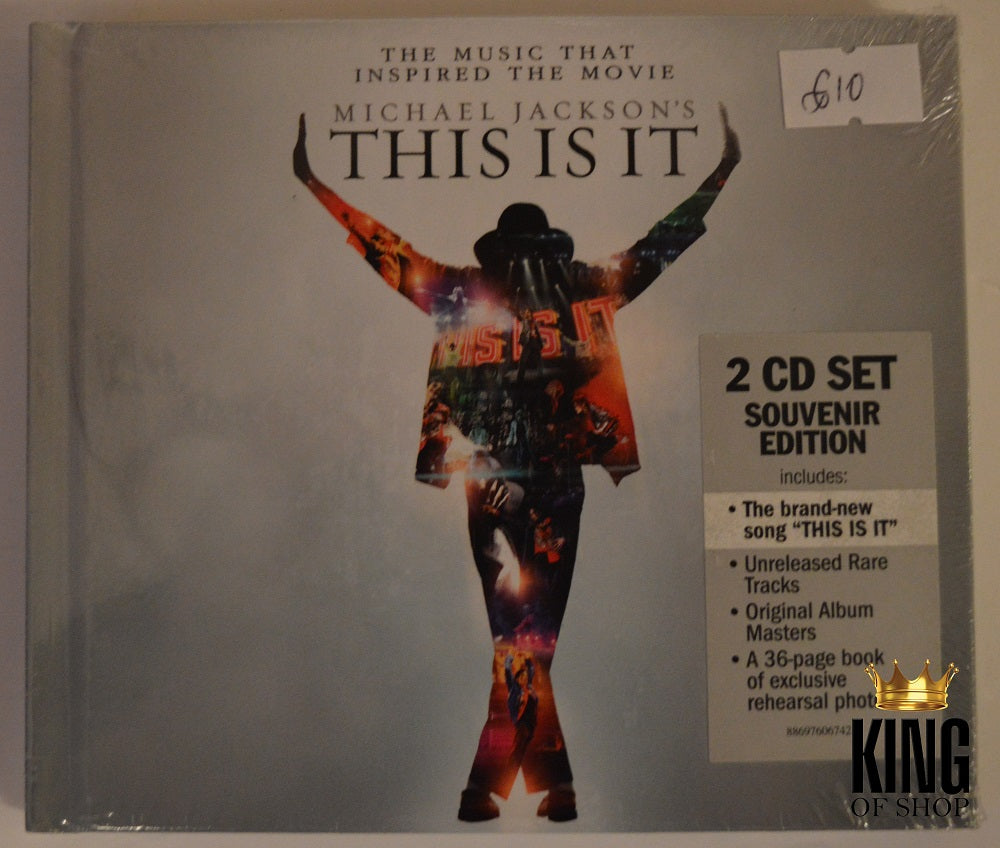 THE MUSIC THAT
INSPIRED THE MOVIE
MICHAEL JACKSON'S
THIS IS IT
£10
THIS IS IT
2 CD SET
SOUVENIR
EDITION
includes:
• The brand-new
song "THIS IS IT"
• Unreleased Rare
Tracks
• Original Album
Masters
• A 36-page book
of exclusive
rehearsal phot
88697606742
KING
OF SHOP